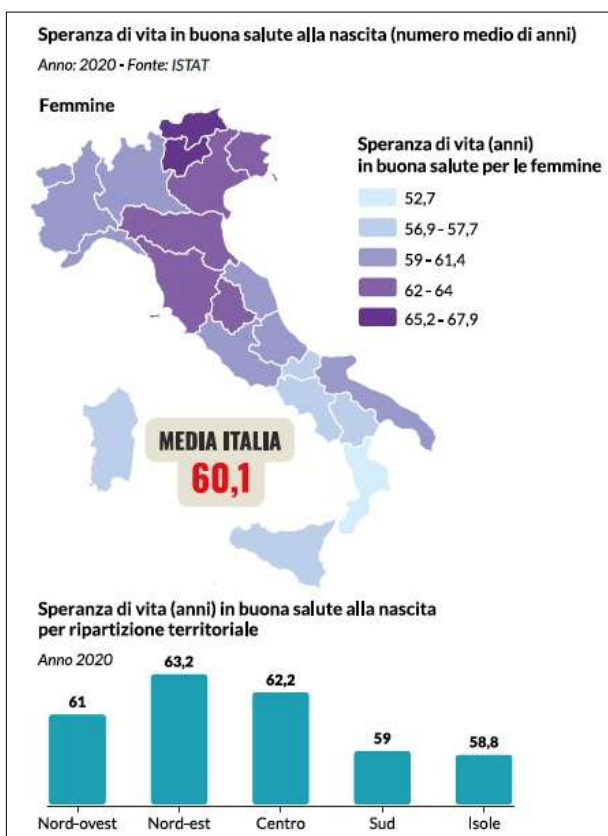 Speranza di vita in buona salute alla nascita (numero medio di anni)
Anno: 2020 - Fonte: ISTAT
Femmine
Speranza di vita (anni)
in buona salute per le femmine
52,7
56,9 - 57,7
59 - 61,4
62 - 64
65,2 - 67,9
MEDIA ITALIA
60,1
Speranza di vita (anni) in buona salute alla nascita
per ripartizione territoriale
Anno 2020
61
63,2
62,2
59
58,8
Nord-ovest
Nord-est
Centro
Sud
Isole